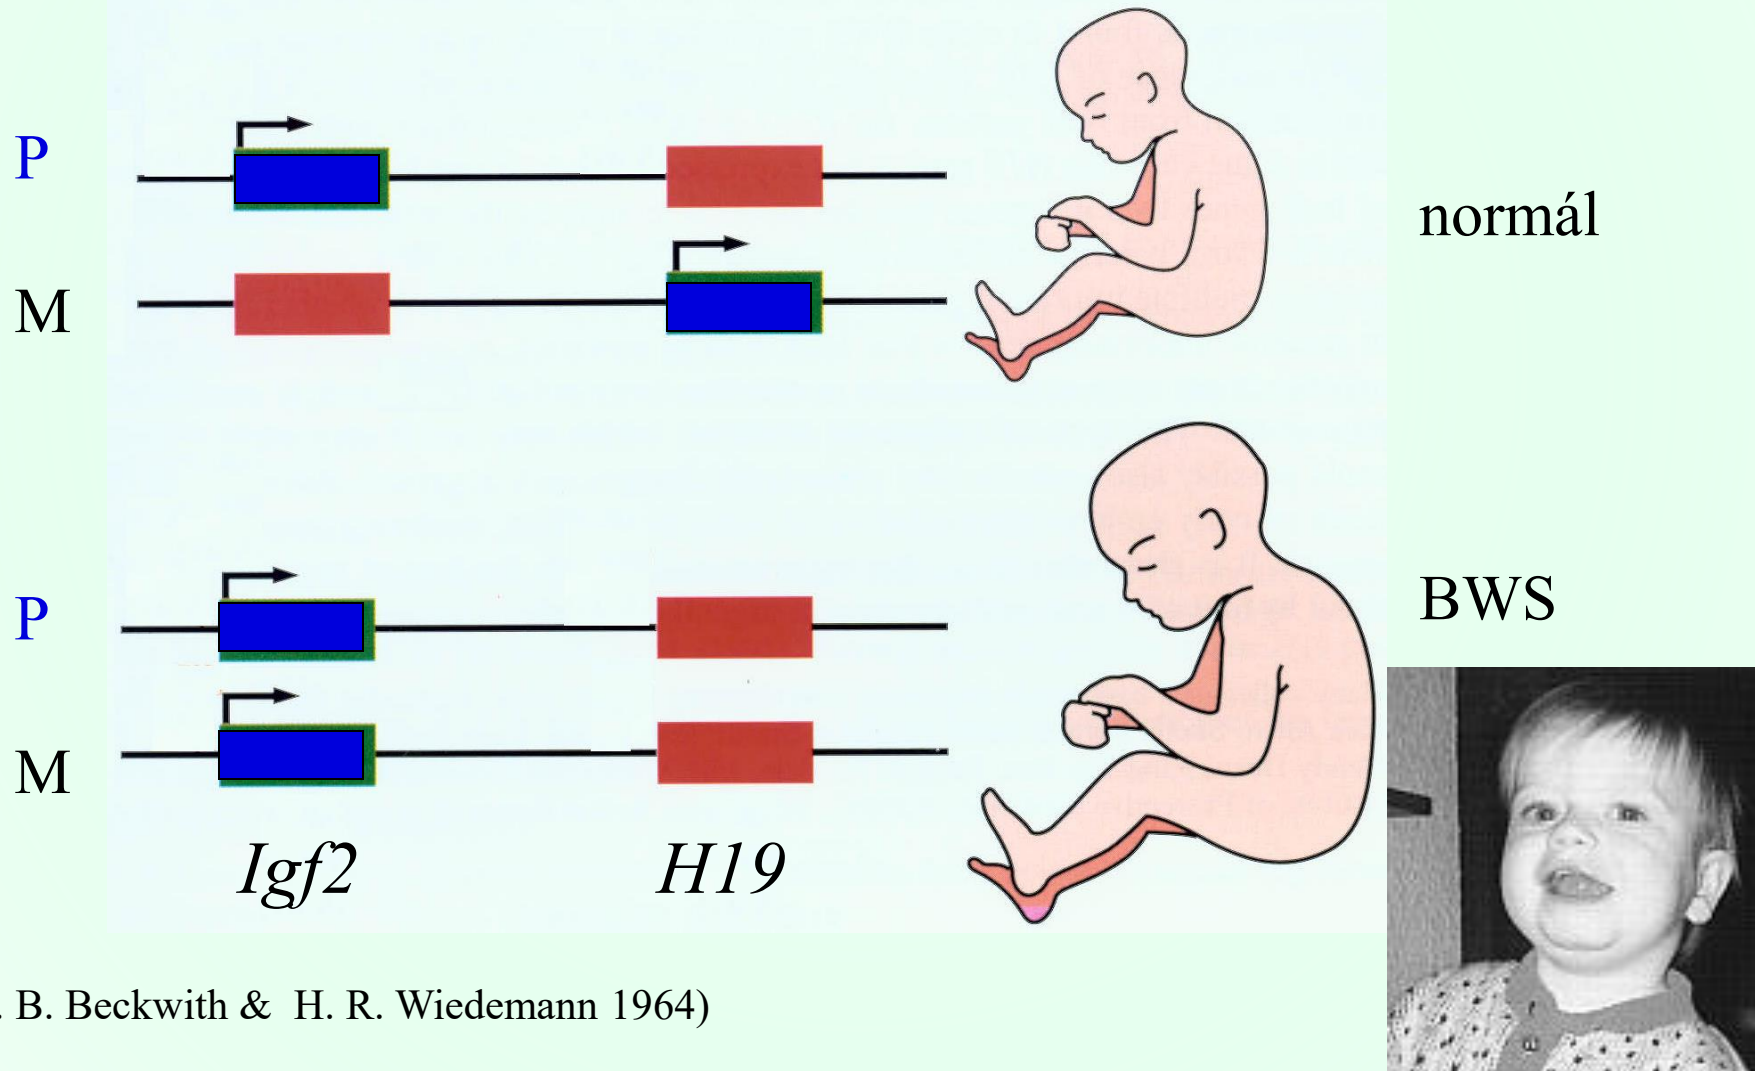 P
normál
M
P
BWS
M
Igf2 H19
. B. Beckwith & H. R. Wiedemann 1964)